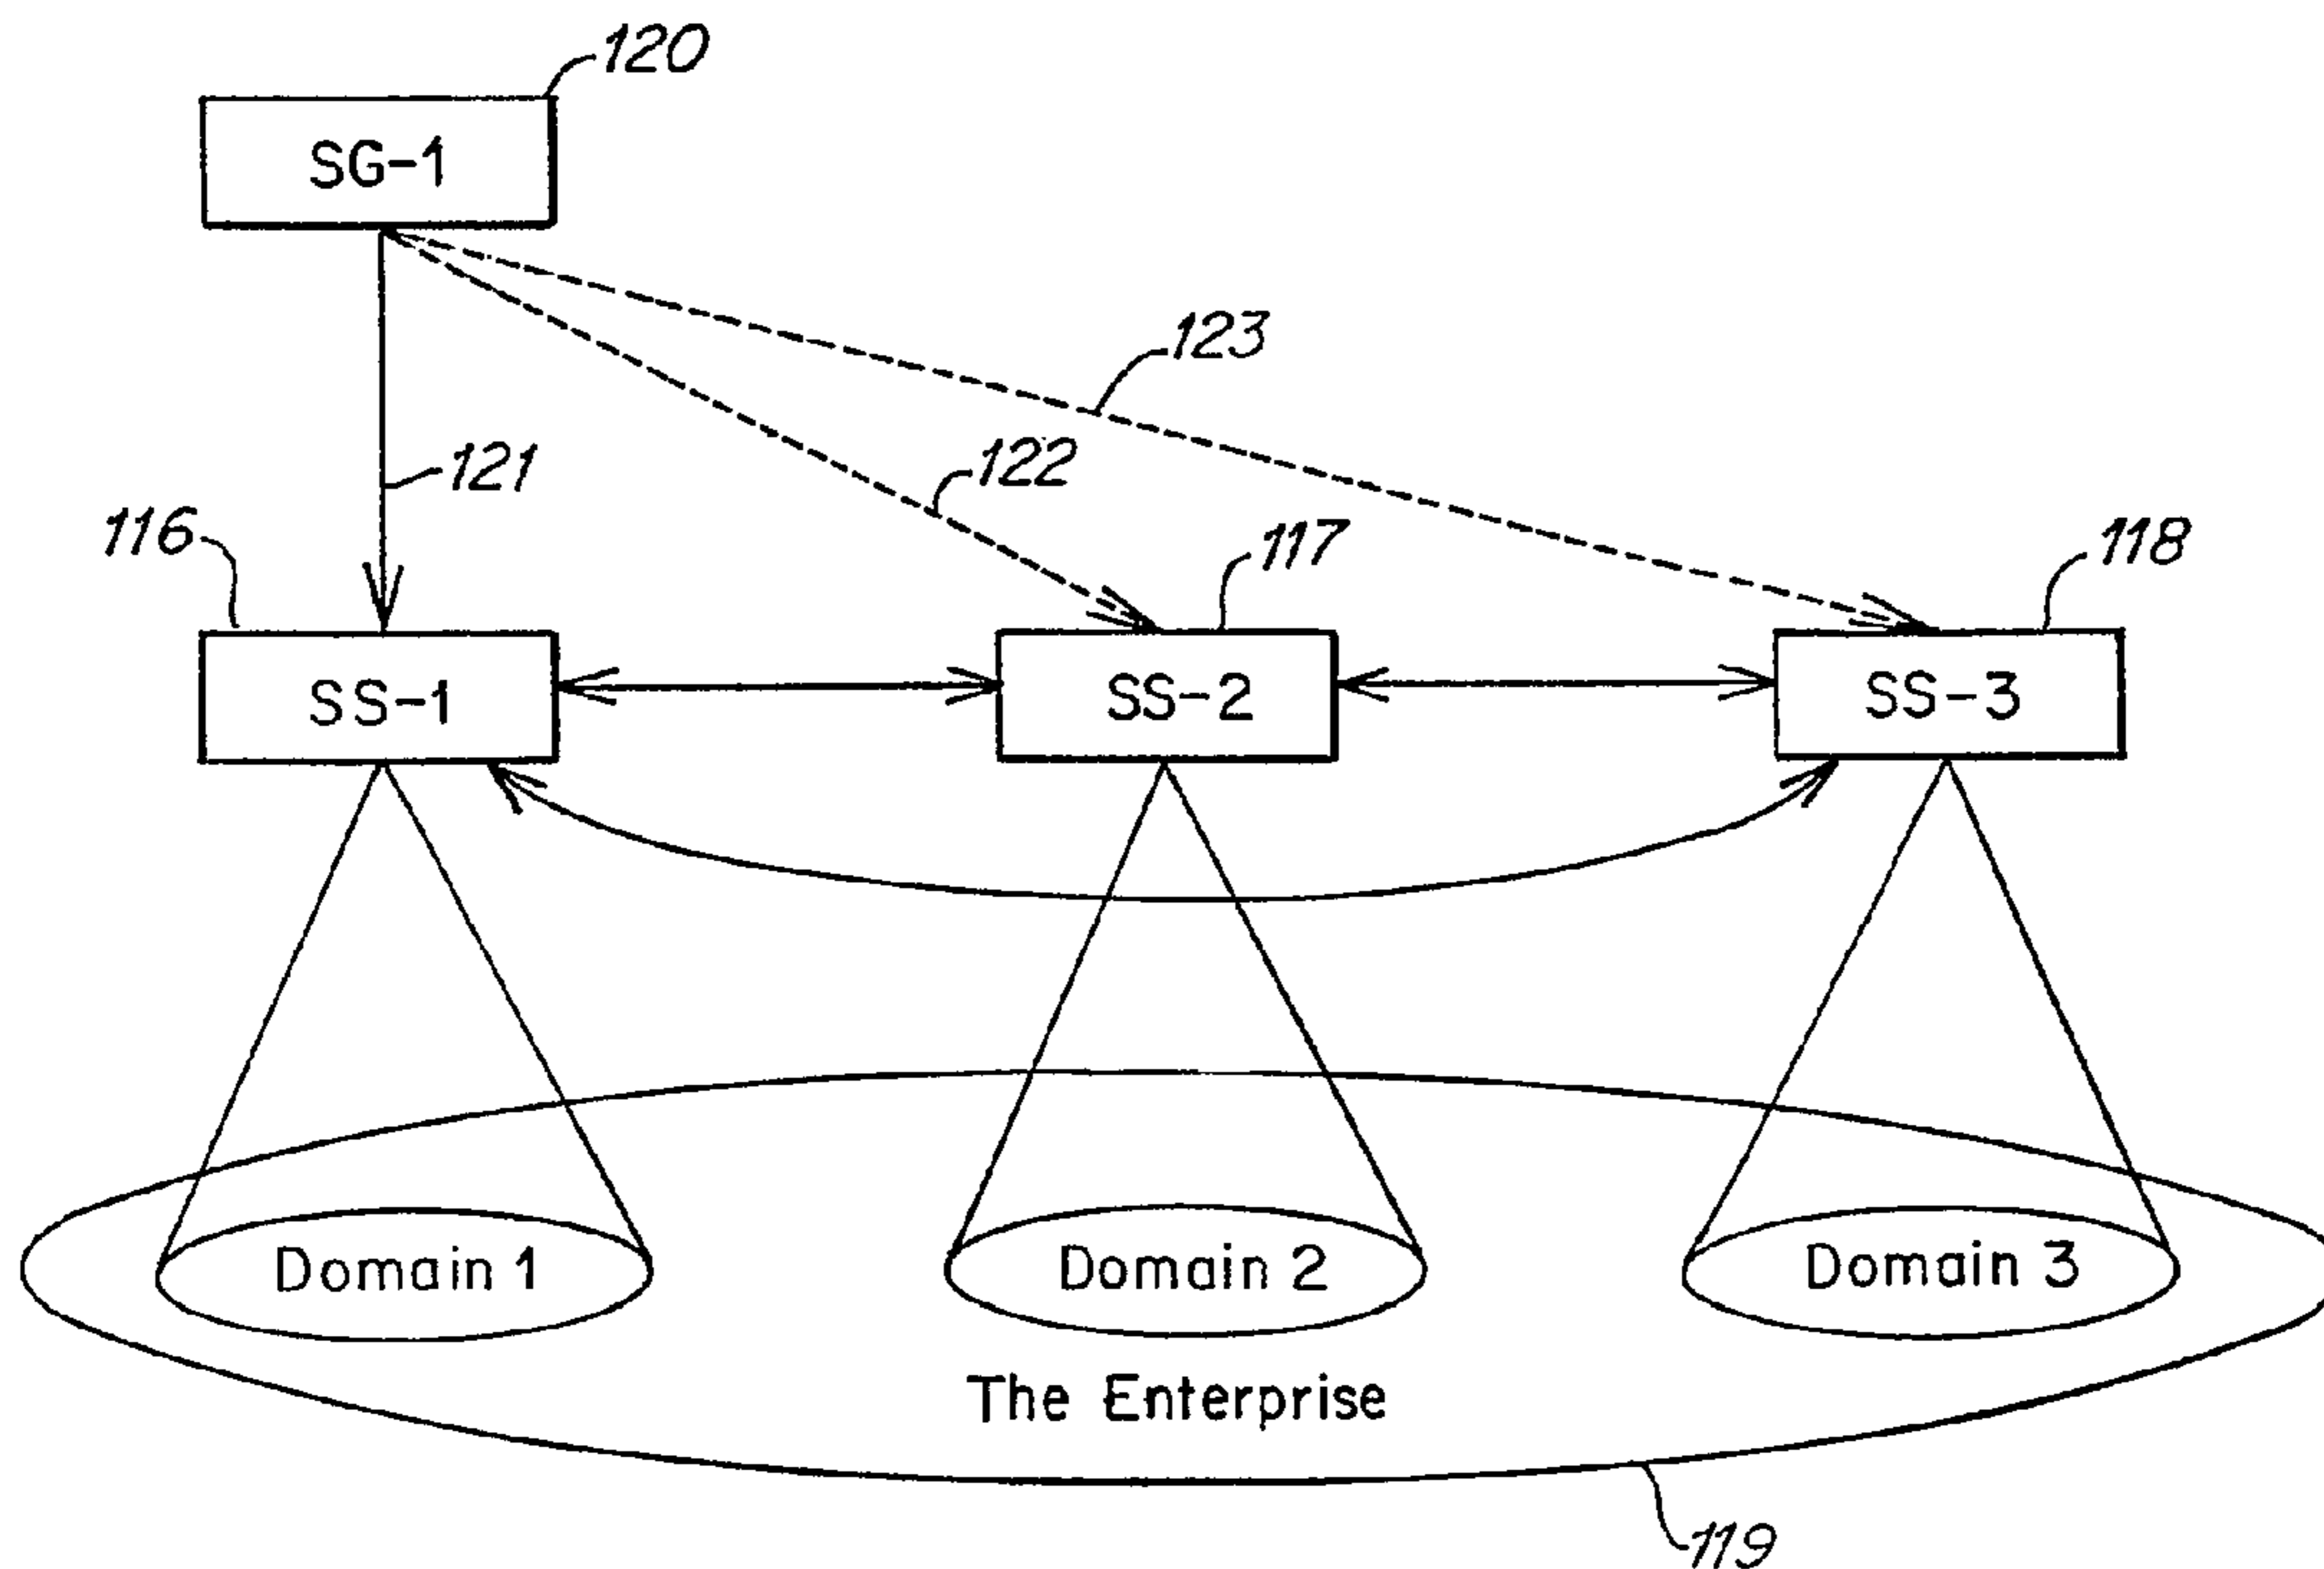 120
SG-1
123
122
121
116
117
118
SS-1
SS-2
SS-3
Domain 1
Domain 2
Domain 3
The Enterprise
119